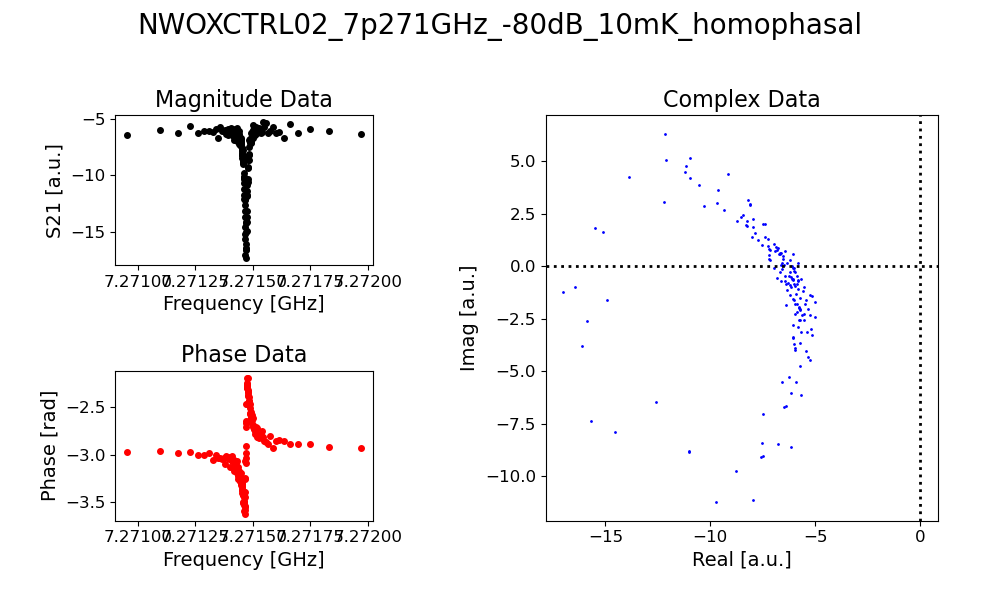 NWOXCTRL02_7p271GHz_-80dB_10mK_homophasal
Magnitude Data
S21 [a.u.]
−5
−10
−15
7.27100 7.27125 7.27150 7.27175 7.27200
Frequency [GHz]
Phase Data
Phase [rad]
−2.5
−3.0
−3.5
7.27100 7.27125 7.27150 7.27175 7.27200
Frequency [GHz]
Complex Data
Imag [a.u.]
5.0
2.5
0.0
−2.5
−5.0
−7.5
−10.0
−15 −10 −5 0
Real [a.u.]